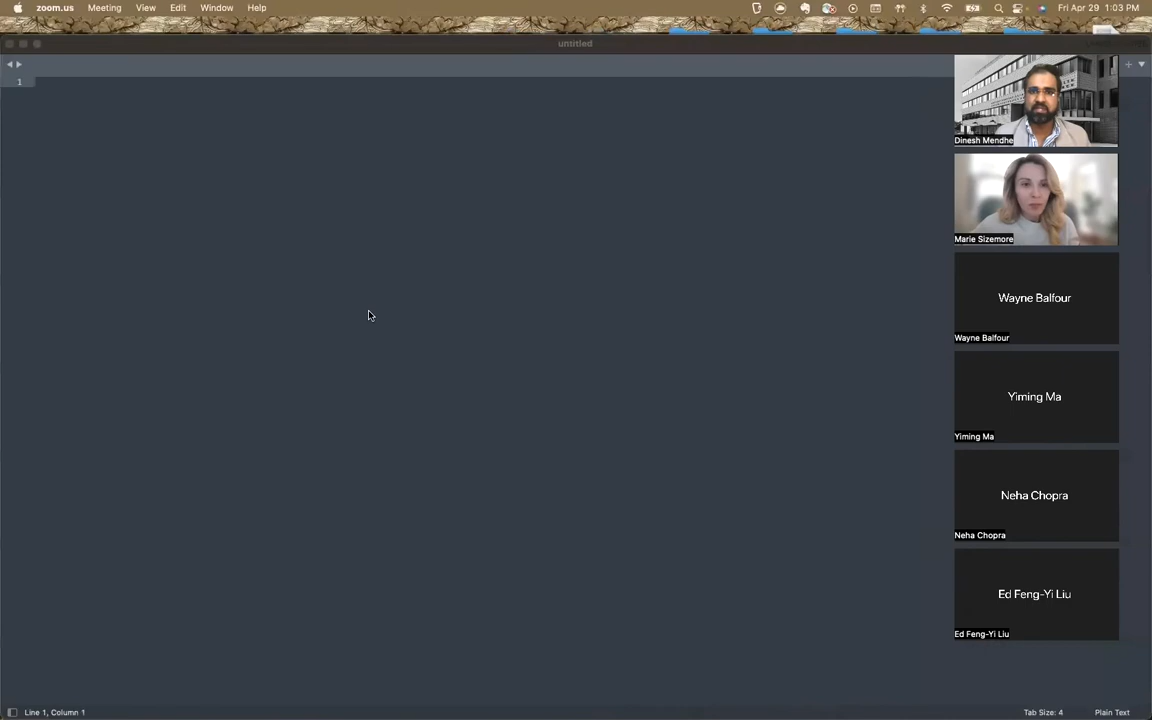 zoom.us Meeting View Edit Window Help Fri Apr 29 1:03 PM
untitled
1
Dinesh Mendhe
Marie Sizemore
Wayne Balfour
Wayne Balfour
Yiming Ma
Yiming Ma
Neha Chopra
Neha Chopra
Ed Feng-Yi Liu
Ed Feng-Yi Liu
Line 1, Column 1 Tab Size: 4 Plain Text